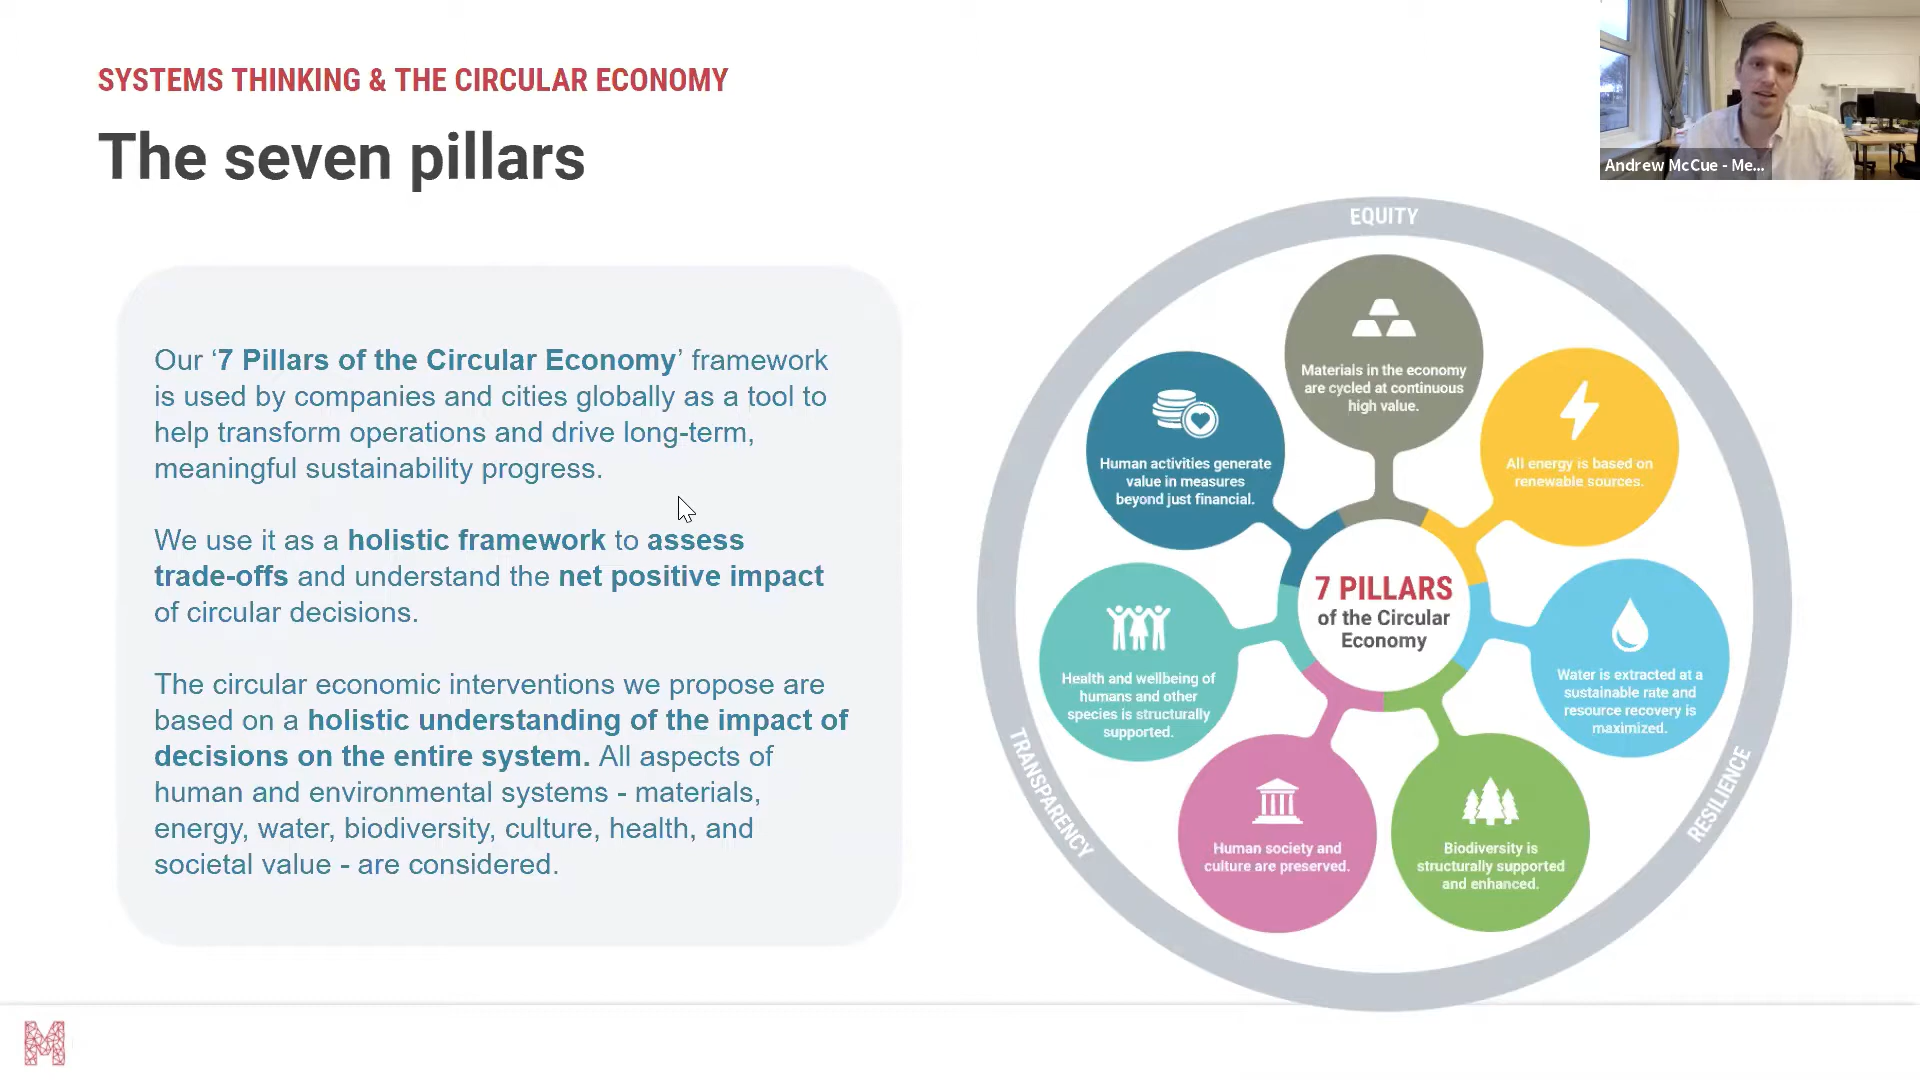 SYSTEMS THINKING & THE CIRCULAR ECONOMY
The seven pillars
Andrew McCue - Me...
Our ‘7 Pillars of the Circular Economy’ framework
is used by companies and cities globally as a tool to
help transform operations and drive long-term,
meaningful sustainability progress.
We use it as a holistic framework to assess
trade-offs and understand the net positive impact
of circular decisions.
The circular economic interventions we propose are
based on a holistic understanding of the impact of
decisions on the entire system. All aspects of
human and environmental systems - materials,
energy, water, biodiversity, culture, health, and
societal value - are considered.
EQUITY
Materials in the economy
are cycled at continuous
high value.
All energy is based on
renewable sources.
Water is extracted at a
sustainable rate and
resource recovery is
maximized.
Biodiversity is
structurally supported
and enhanced.
Human society and
culture are preserved.
Health and wellbeing of
humans and other
species is structurally
supported.
Human activities generate
value in measures
beyond just financial.
7 PILLARS
of the Circular
Economy
TRANSPARENCY
RESILIENCE
M